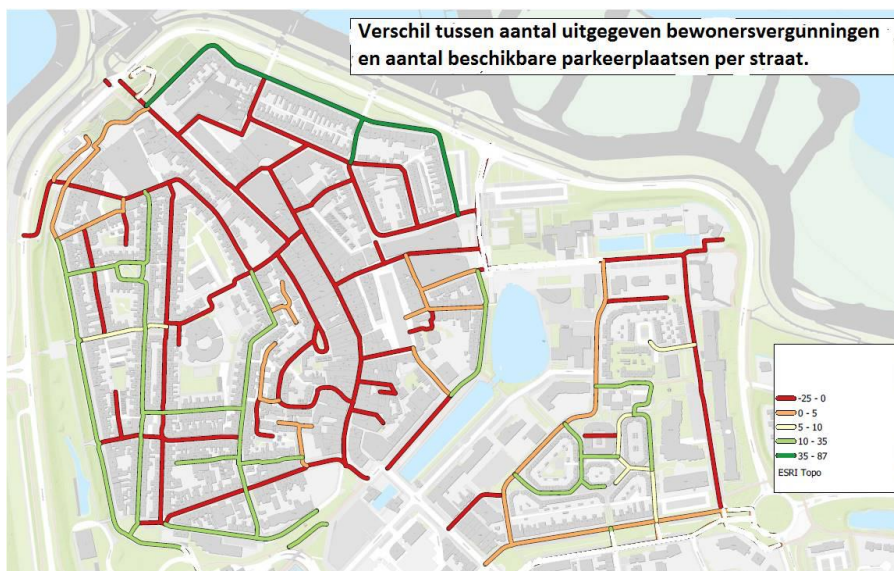 Verschil tussen aantal uitgegeven bewonersvergunningen
en aantal beschikbare parkeerplaatsen per straat.
-25 - 0
0 - 5
5 - 10
10 - 35
35 - 87
ESRI Topo